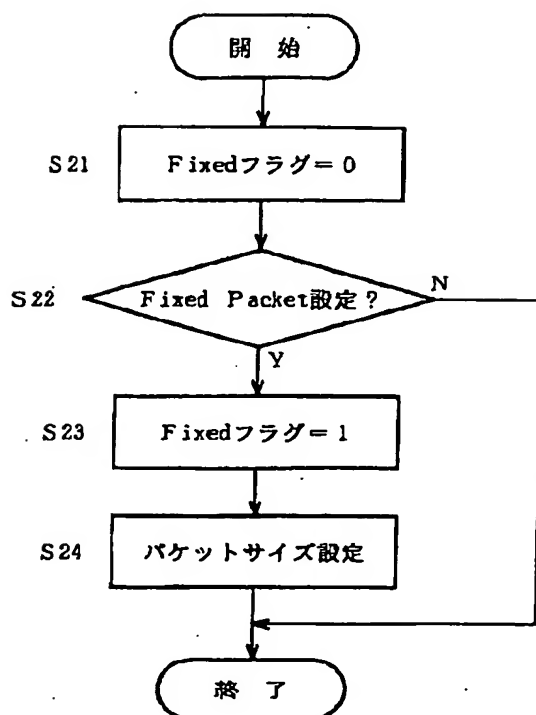 開 始
S21
Fixedフラグ=0
S22
Fixed Packet設定?
N
Y
S23
Fixedフラグ=1
S24
パケットサイズ設定
終 了